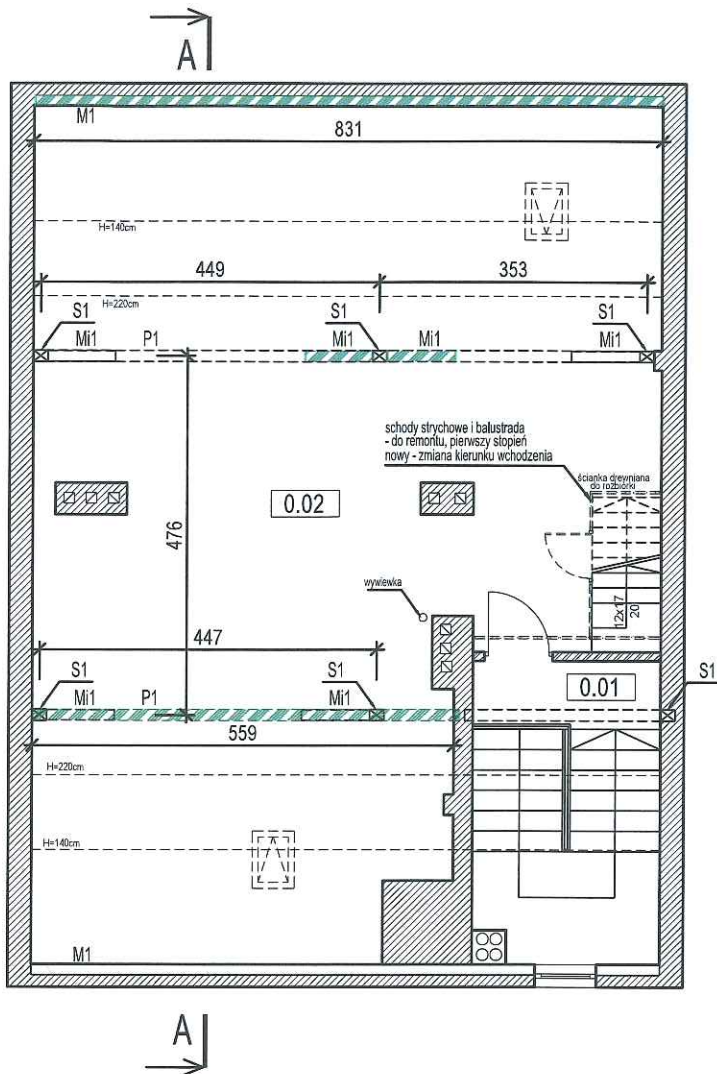 A
M1
831
H=140cm
449
353
H=220cm
S1
S1
S1
Mi1
P1
Mi1
Mi1
Mi1
schody strychowe i balustrada
- do remontu, pierwszy stopień
nowy - zmiana kierunku wchodzenia
ścianka drewniana
do rozbiórki
0.02
476
wywiewka
12x17
20
447
S1
Mi1
P1
Mi1
S1
0.01
S1
559
H=220cm
H=140cm
M1
A